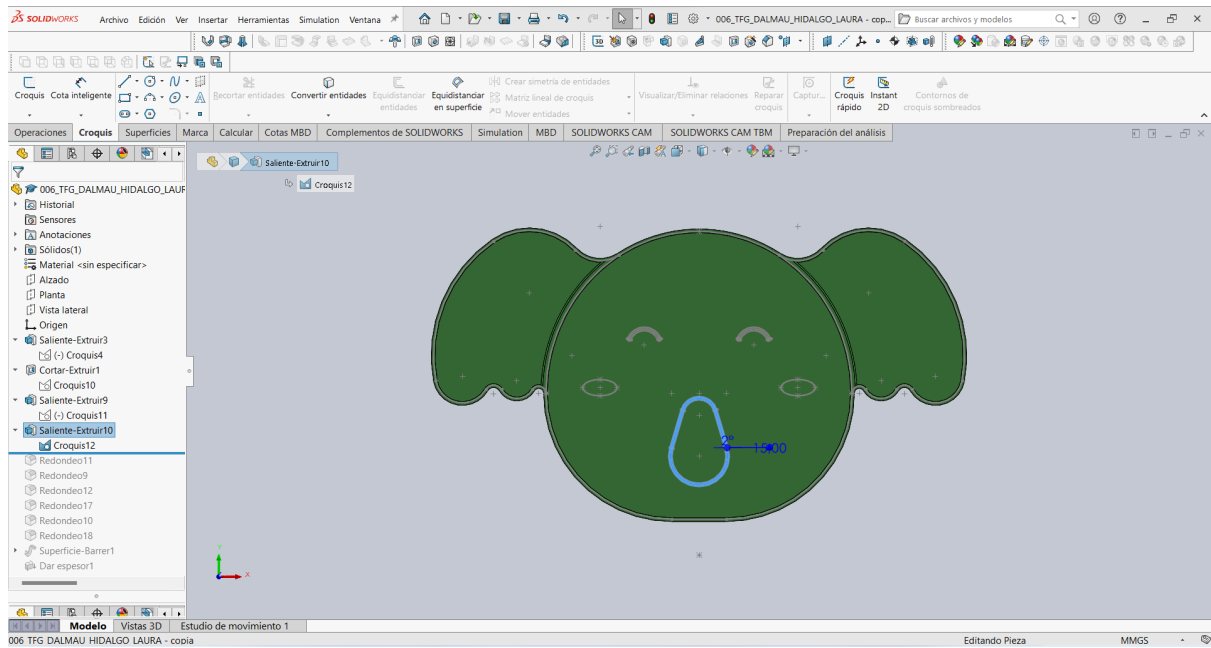 SOLIDWORKS Archivo Edición Ver Insertar Herramientas Simulation Ventana 006_TFG_DALMAU_HIDALGO_LAURA - cop... Buscar archivos y modelos
Croquis Cota inteligente Recortar entidades Convertir entidades Equidistanciar entidades Equidistanciar en superficie Crear simetría de entidades Visualizar/Eliminar relaciones Reparar croquis Captur... Croquis rápido Instant 2D Contornos de croquis sombreados
Matriz lineal de croquis
Mover entidades
Operaciones Croquis Superficies Marca Calcular Cotas MBD Complementos de SOLIDWORKS Simulation MBD SOLIDWORKS CAM SOLIDWORKS CAM TBM Preparación del análisis
Saliente-Extruir10
Croquis12
006_TFG_DALMAU_HIDALGO_LAUR
Historial
Sensores
Anotaciones
Sólidos(1)
Material <sin especificar>
Alzado
Planta
Vista lateral
Origen
Saliente-Extruir3
(-) Croquis4
Cortar-Extruir1
Croquis10
Saliente-Extruir9
(-) Croquis11
Saliente-Extruir10
Croquis12
Redondeo11
Redondeo9
Redondeo12
Redondeo17
Redondeo10
Redondeo18
Superficie-Barrer1
Dar espesor1
2°
15.00
Y
X
Modelo Vistas 3D Estudio de movimiento 1
006 TFG DALMAU HIDALGO LAURA - copia Editando Pieza MMGS